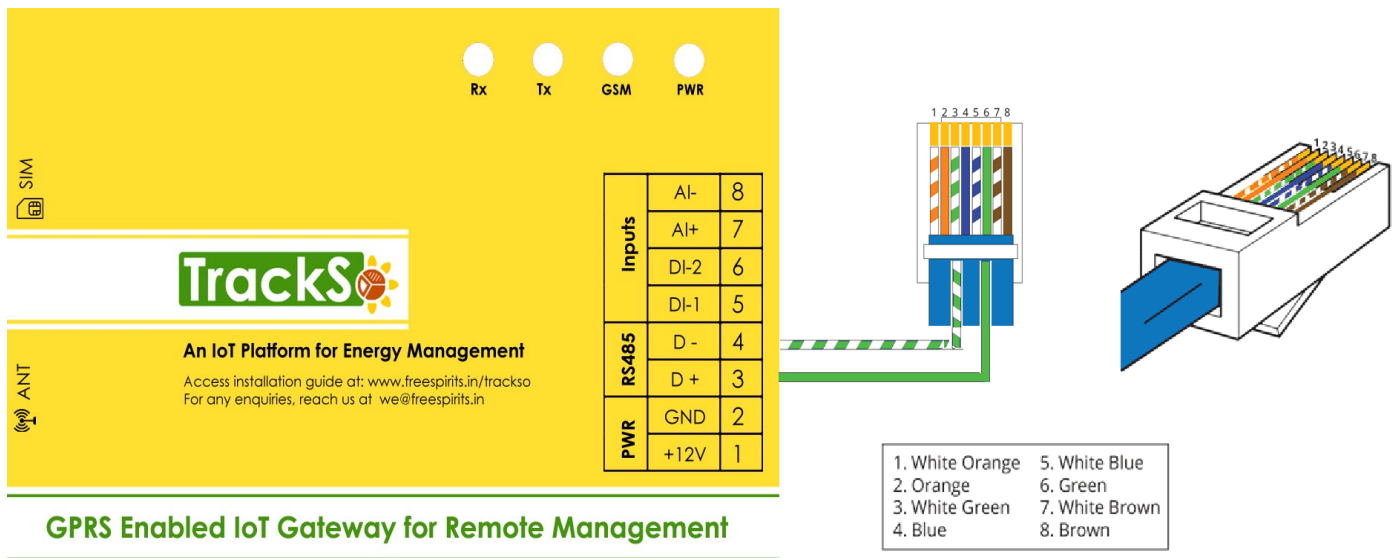 Rx Tx GSM PWR
SIM
ANT
TrackS
An IoT Platform for Energy Management
Access installation guide at: www.freespirits.in/trackso
For any enquiries, reach us at we@freespirits.in
Inputs
AI- 8
AI+ 7
DI-2 6
DI-1 5
RS485
D - 4
D + 3
PWR
GND 2
+12V 1
GPRS Enabled IoT Gateway for Remote Management
1 2 3 4 5 6 7 8
1 2 3 4 5 6 7 8
1. White Orange 5. White Blue
2. Orange 6. Green
3. White Green 7. White Brown
4. Blue 8. Brown